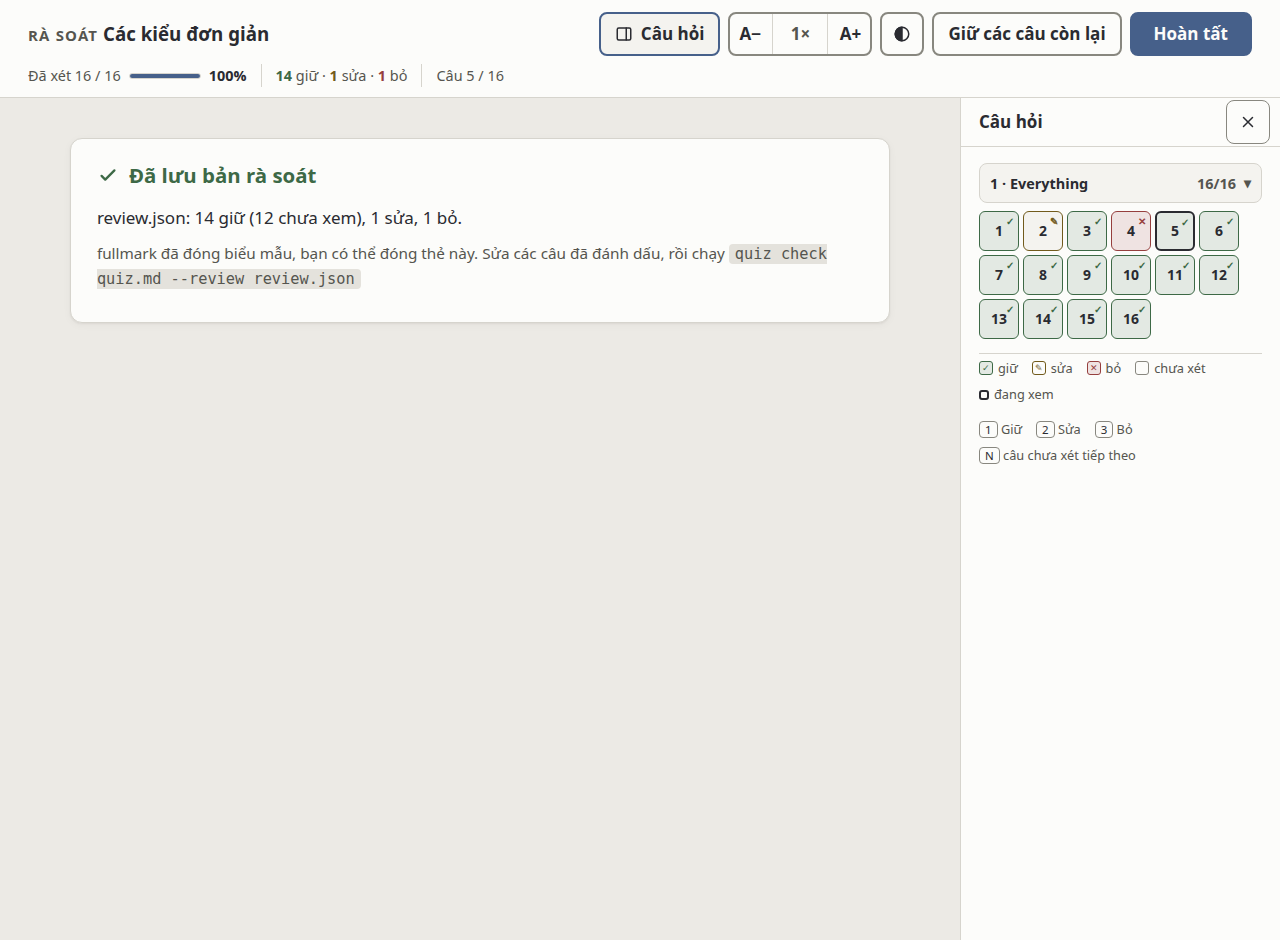 RÀ SOÁT Các kiểu đơn giản
Câu hỏi
A−
1×
A+
Giữ các câu còn lại
Hoàn tất
Đã xét 16 / 16
100%
14 giữ · 1 sửa · 1 bỏ
Câu 5 / 16
Đã lưu bản rà soát
review.json: 14 giữ (12 chưa xem), 1 sửa, 1 bỏ.
fullmark đã đóng biểu mẫu, bạn có thể đóng thẻ này. Sửa các câu đã đánh dấu, rồi chạy quiz check
quiz.md --review review.json
Câu hỏi
1 · Everything 16/16 ▾
1 ✓ 2 ✎ 3 ✓ 4 ✕ 5 ✓ 6 ✓
7 ✓ 8 ✓ 9 ✓ 10 ✓ 11 ✓ 12 ✓
13 ✓ 14 ✓ 15 ✓ 16 ✓
✓ giữ ✎ sửa ✕ bỏ chưa xét
đang xem
1 Giữ 2 Sửa 3 Bỏ
N câu chưa xét tiếp theo